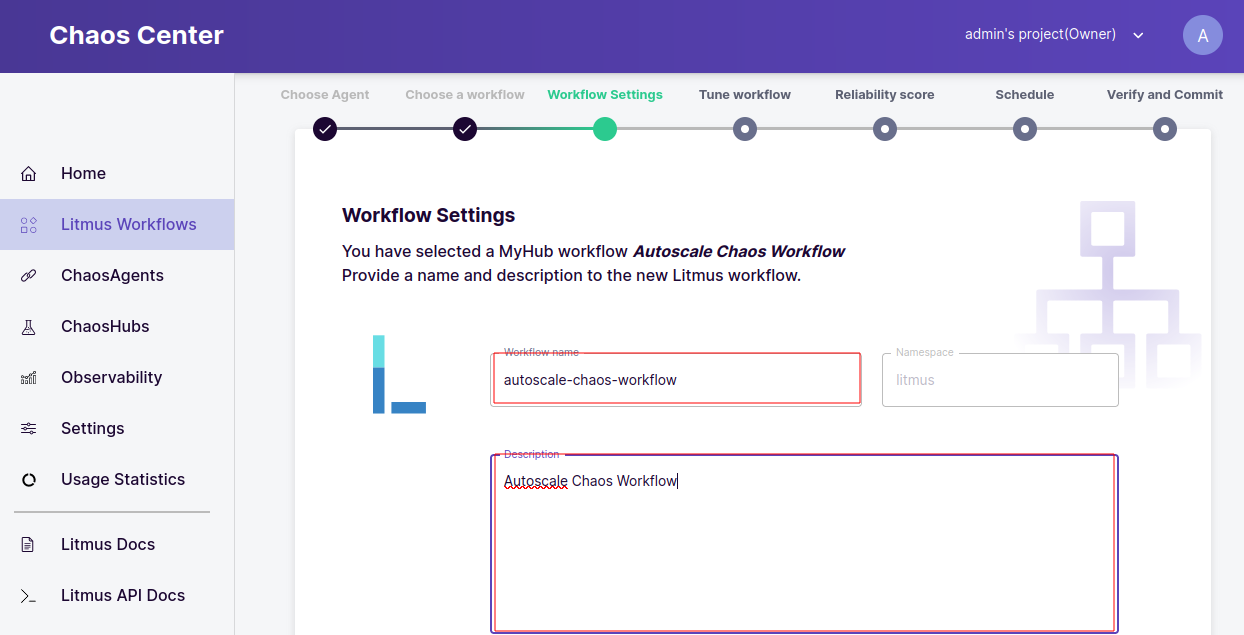 Chaos Center
admin's project(Owner)
A
Choose Agent
Choose a workflow
Workflow Settings
Tune workflow
Reliability score
Schedule
Verify and Commit
Home
Litmus Workflows
ChaosAgents
ChaosHubs
Observability
Settings
Usage Statistics
Litmus Docs
Litmus API Docs
Workflow Settings
You have selected a MyHub workflow Autoscale Chaos Workflow
Provide a name and description to the new Litmus workflow.
Workflow name
autoscale-chaos-workflow
Namespace
litmus
Description
Autoscale Chaos Workflow